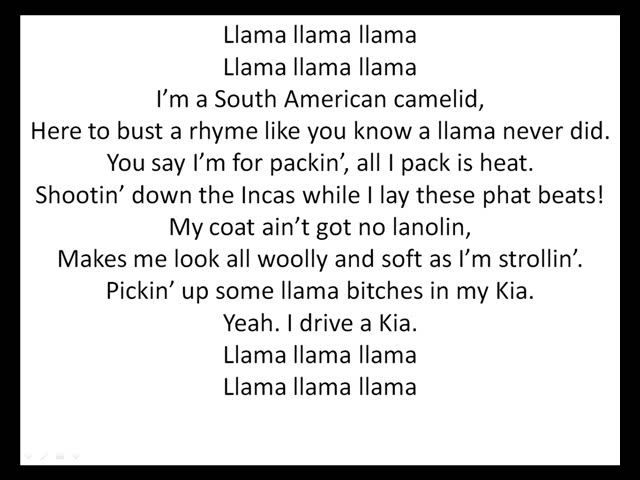 Llama llama llama
Llama llama llama
I’m a South American camelid,
Here to bust a rhyme like you know a llama never did.
You say I’m for packin’, all I pack is heat.
Shootin’ down the Incas while I lay these phat beats!
My coat ain’t got no lanolin,
Makes me look all woolly and soft as I’m strollin’.
Pickin’ up some llama bitches in my Kia.
Yeah. I drive a Kia.
Llama llama llama
Llama llama llama